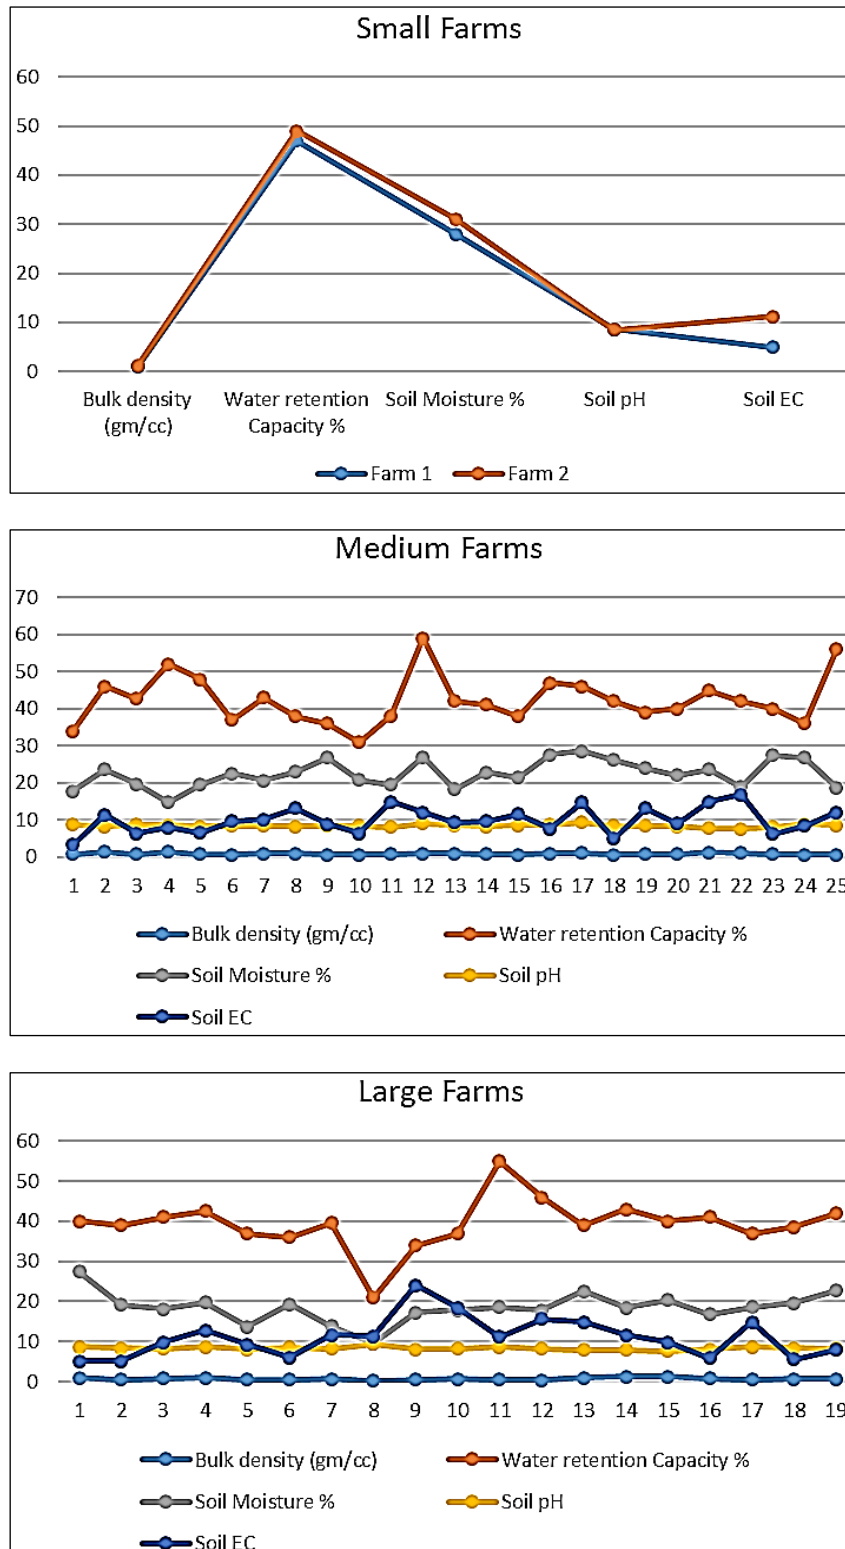 Small Farms
60
50
40
30
20
10
0
Bulk density (gm/cc) Water retention Capacity % Soil Moisture % Soil pH Soil EC
Farm 1 Farm 2
Medium Farms
70
60
50
40
30
20
10
0
1 2 3 4 5 6 7 8 9 10 11 12 13 14 15 16 17 18 19 20 21 22 23 24 25
Bulk density (gm/cc) Water retention Capacity %
Soil Moisture % Soil pH
Soil EC
Large Farms
60
50
40
30
20
10
0
1 2 3 4 5 6 7 8 9 10 11 12 13 14 15 16 17 18 19
Bulk density (gm/cc) Water retention Capacity %
Soil Moisture % Soil pH
Soil EC